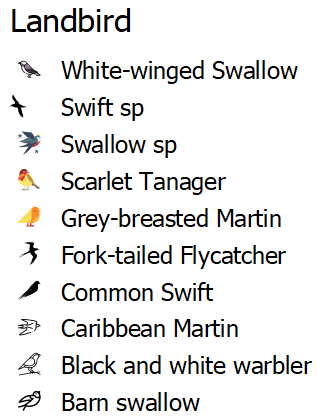 Landbird
White-winged Swallow
Swift sp
Swallow sp
Scarlet Tanager
Grey-breasted Martin
Fork-tailed Flycatcher
Common Swift
Caribbean Martin
Black and white warbler
Barn swallow